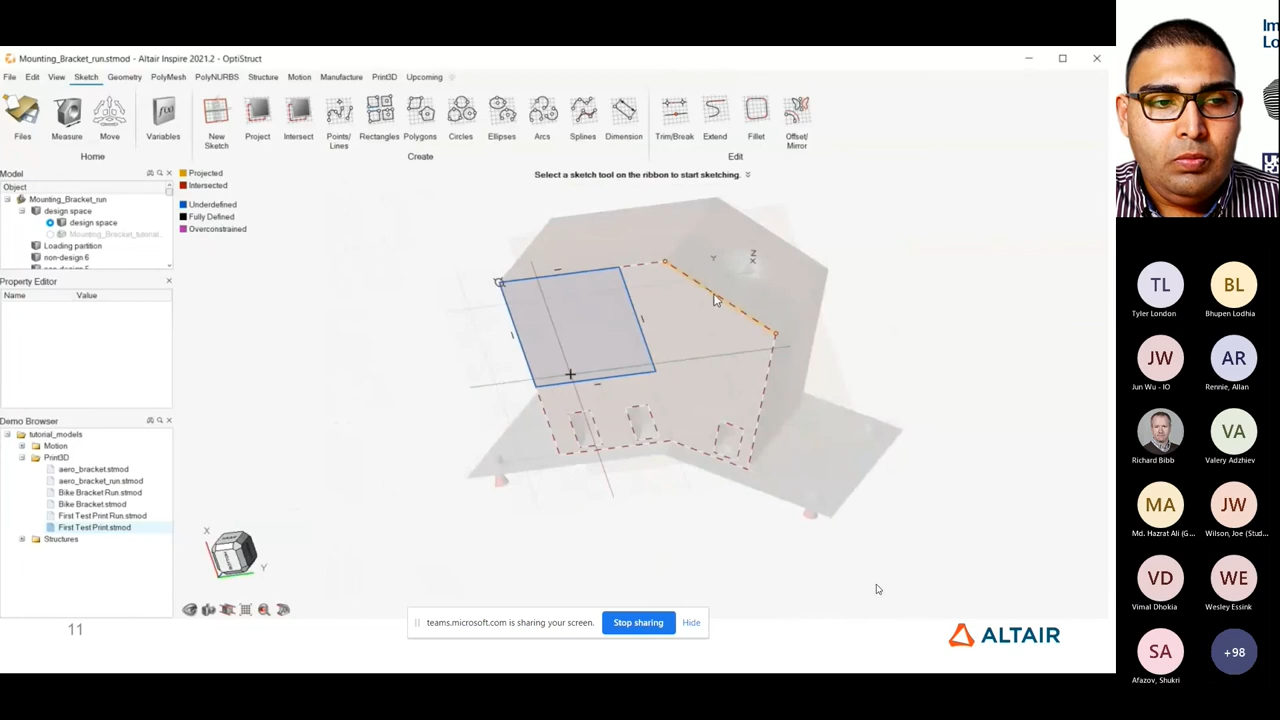 Mounting_Bracket_run.stmod - Altair Inspire 2021.2 - OptiStruct
File Edit View Sketch Geometry PolyMesh PolyNURBS Structure Motion Manufacture Print3D Upcoming
Files Measure Move Variables New Sketch Project Intersect Points/ Lines Rectangles Polygons Circles Ellipses Arcs Splines Dimension Trim/Break Extend Fillet Offset/ Mirror
Home Create Edit
Model
Object
Mounting_Bracket_run
design space
design space
Mounting_Bracket_tutorial...
Loading partition
non-design 6
Projected
Intersected
Underdefined
Fully Defined
Overconstrained
Select a sketch tool on the ribbon to start sketching.
Y Z X
Property Editor
Name Value
Demo Browser
tutorial_models
Motion
Print3D
aero_bracket.stmod
aero_bracket_run.stmod
Bike Bracket Run.stmod
Bike Bracket.stmod
First Test Print Run.stmod
First Test Print.stmod
Structures
X Y
11
teams.microsoft.com is sharing your screen. Stop sharing Hide
ALTAIR
Im
Lo
TL BL
Tyler London Bhupen Lodhia
JW AR
Jun Wu - IO Rennie, Allan
VA
Richard Bibb Valery Adzhiev
MA JW
Md. Hazrat Ali (G... Wilson, Joe (Stud...
VD WE
Vimal Dhokia Wesley Essink
SA +98
Afazov, Shukri